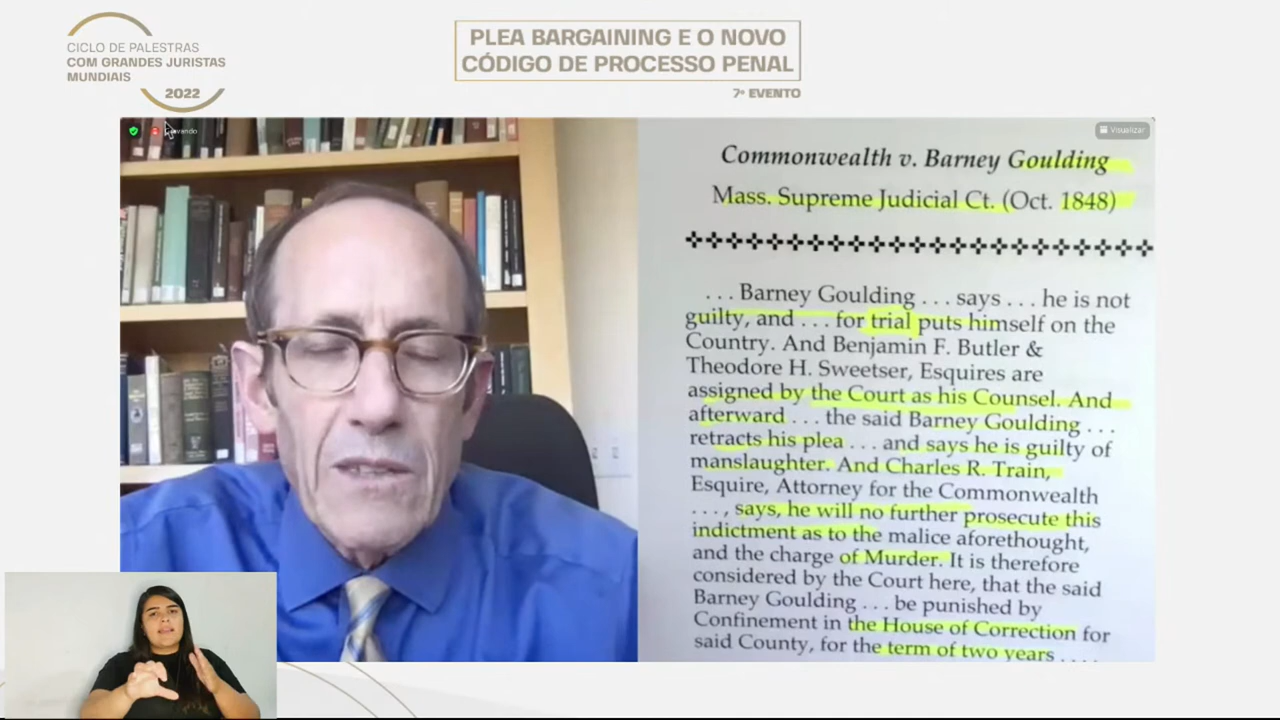 CICLO DE PALESTRAS
COM GRANDES JURISTAS
MUNDIAIS
2022
PLEA BARGAINING E O NOVO
CÓDIGO DE PROCESSO PENAL
7º EVENTO
Visualizar
Commonwealth v. Barney Goulding
Mass. Supreme Judicial Ct. (Oct. 1848)
. . . Barney Goulding . . . says . . . he is not
guilty, and . . . for trial puts himself on the
Country. And Benjamin F. Butler &
Theodore H. Sweetser, Esquires are
assigned by the Court as his Counsel. And
afterward . . . the said Barney Goulding . . .
retracts his plea . . . and says he is guilty of
manslaughter. And Charles R. Train,
Esquire, Attorney for the Commonwealth
. . . , says, he will no further prosecute this
indictment as to the malice aforethought,
and the charge of Murder. It is therefore
considered by the Court here, that the said
Barney Goulding . . . be punished by
Confinement in the House of Correction for
said County, for the term of two years . . . .